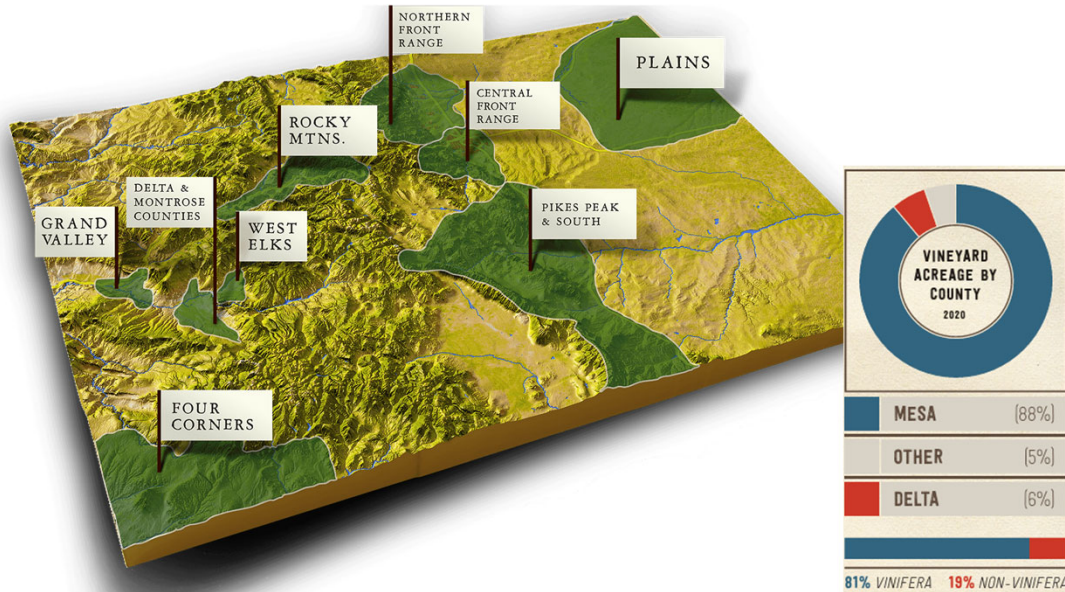 NORTHERN
FRONT
RANGE
PLAINS
CENTRAL
FRONT
RANGE
ROCKY
MTNS.
DELTA &
MONTROSE
COUNTIES
GRAND
VALLEY
WEST
ELKS
PIKES PEAK
& SOUTH
FOUR
CORNERS
VINEYARD
ACREAGE BY
COUNTY
2020
MESA (88%)
OTHER (5%)
DELTA (6%)
81% VINIFERA 19% NON-VINIFERA